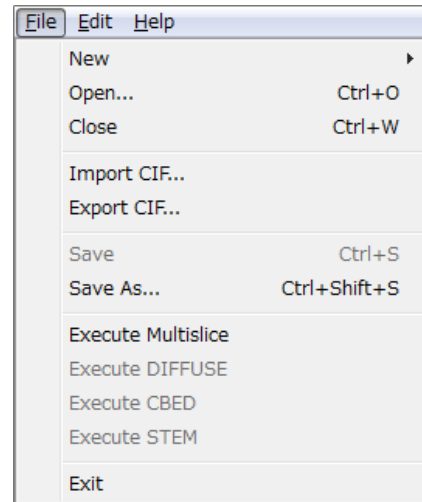 File Edit Help
New
Open... Ctrl+O
Close Ctrl+W
Import CIF...
Export CIF...
Save Ctrl+S
Save As... Ctrl+Shift+S
Execute Multislice
Execute DIFFUSE
Execute CBED
Execute STEM
Exit